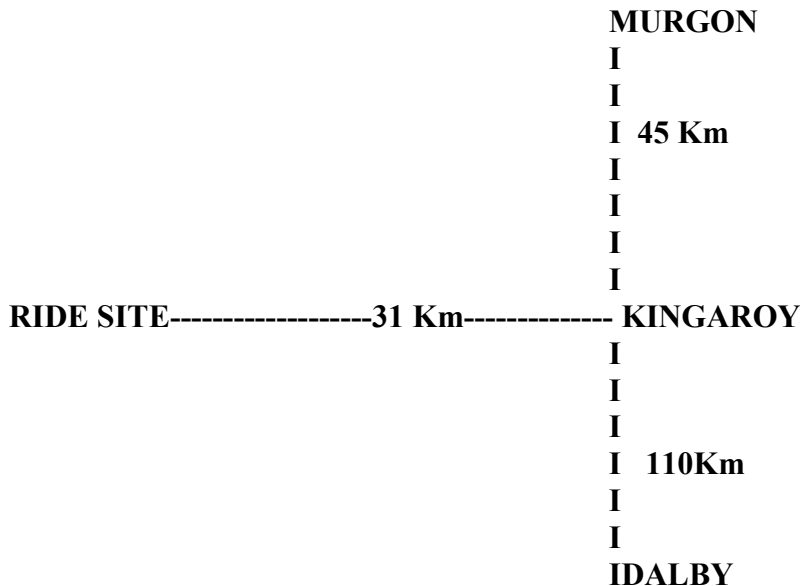 MURGON
I
I
I 45 Km
I
I
I
I
RIDE SITE-------------------31 Km-------------- KINGAROY
I
I
I
I 110Km
I
I
IDALBY